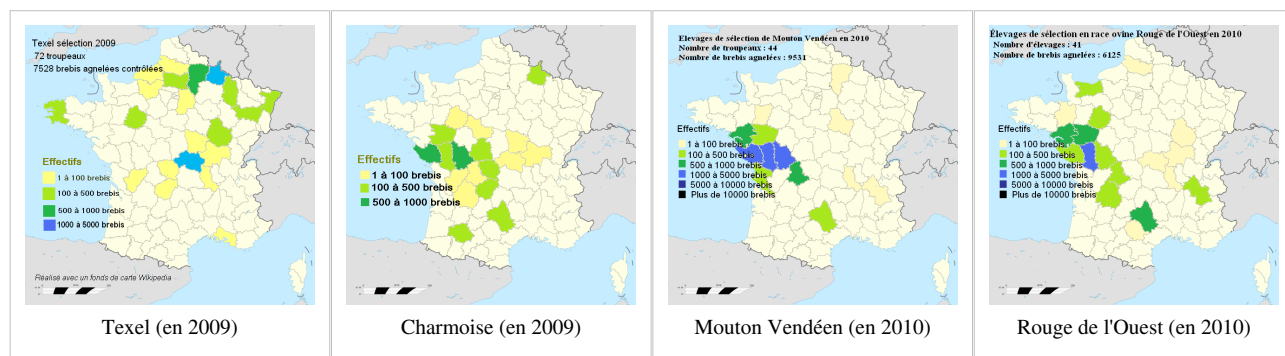 Texel sélection 2009
72 troupeaux
7528 brebis agnelées contrôlées
Effectifs
1 à 100 brebis
100 à 500 brebis
500 à 1000 brebis
1000 à 5000 brebis
Réalisé avec un fonds de carte Wikipedia
Texel (en 2009)
Effectifs
1 à 100 brebis
100 à 500 brebis
500 à 1000 brebis
Charmoise (en 2009)
Elevages de sélection de Mouton Vendéen en 2010
Nombre de troupeaux : 44
Nombre de brebis agnelées : 9531
Effectifs
1 à 100 brebis
100 à 500 brebis
500 à 1000 brebis
1000 à 5000 brebis
5000 à 10000 brebis
Plus de 10000 brebis
Mouton Vendéen (en 2010)
Élevages de sélection en race ovine Rouge de l'Ouest en 2010
Nombre d'élevages : 41
Nombre de brebis agnelées : 6125
Effectifs
1 à 100 brebis
100 à 500 brebis
500 à 1000 brebis
1000 à 5000 brebis
5000 à 10000 brebis
Plus de 10000 brebis
Rouge de l'Ouest (en 2010)